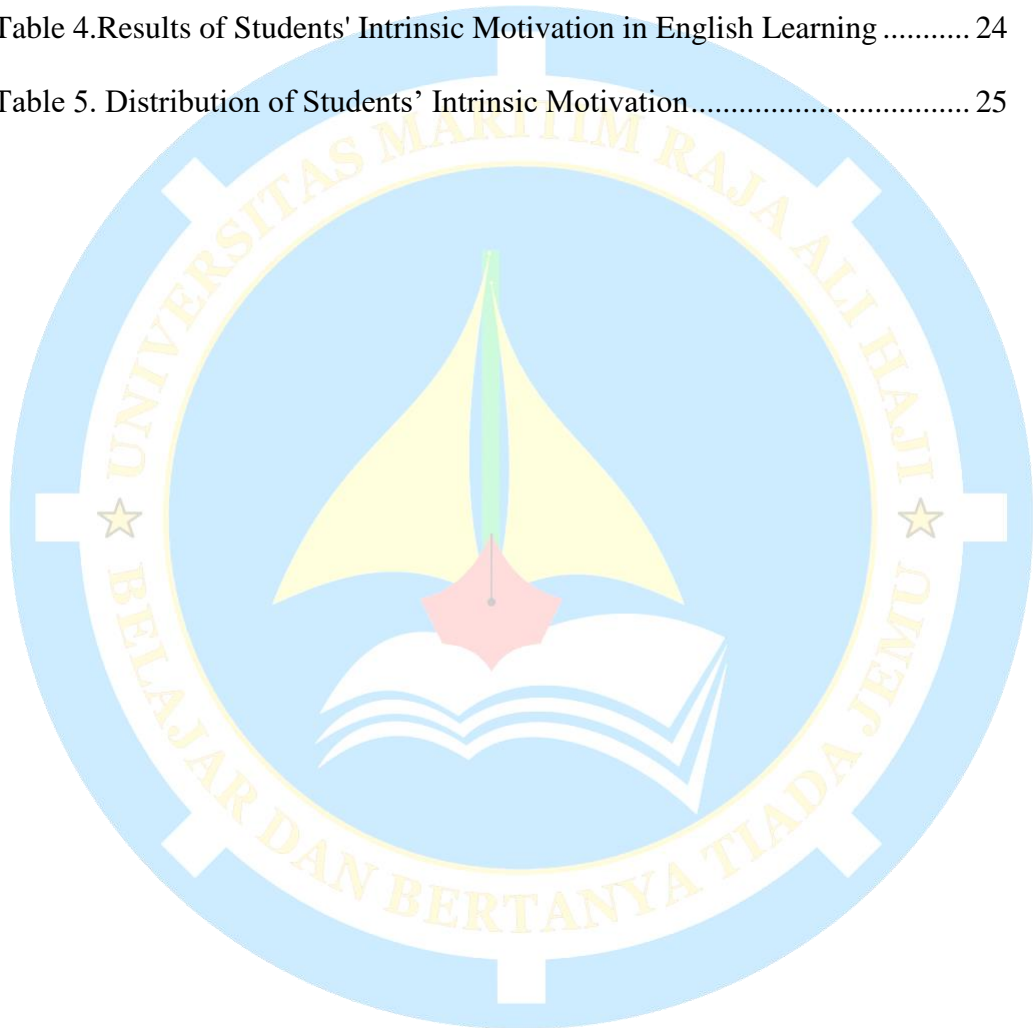 Table 4.Results of Students' Intrinsic Motivation in English Learning ........... 24
Table 5. Distribution of Students’ Intrinsic Motivation................................... 25
UNIVERSITAS MARITIM RAJA ALI HAJI
BELAJAR DAN BERTANYA TIADA JEMU